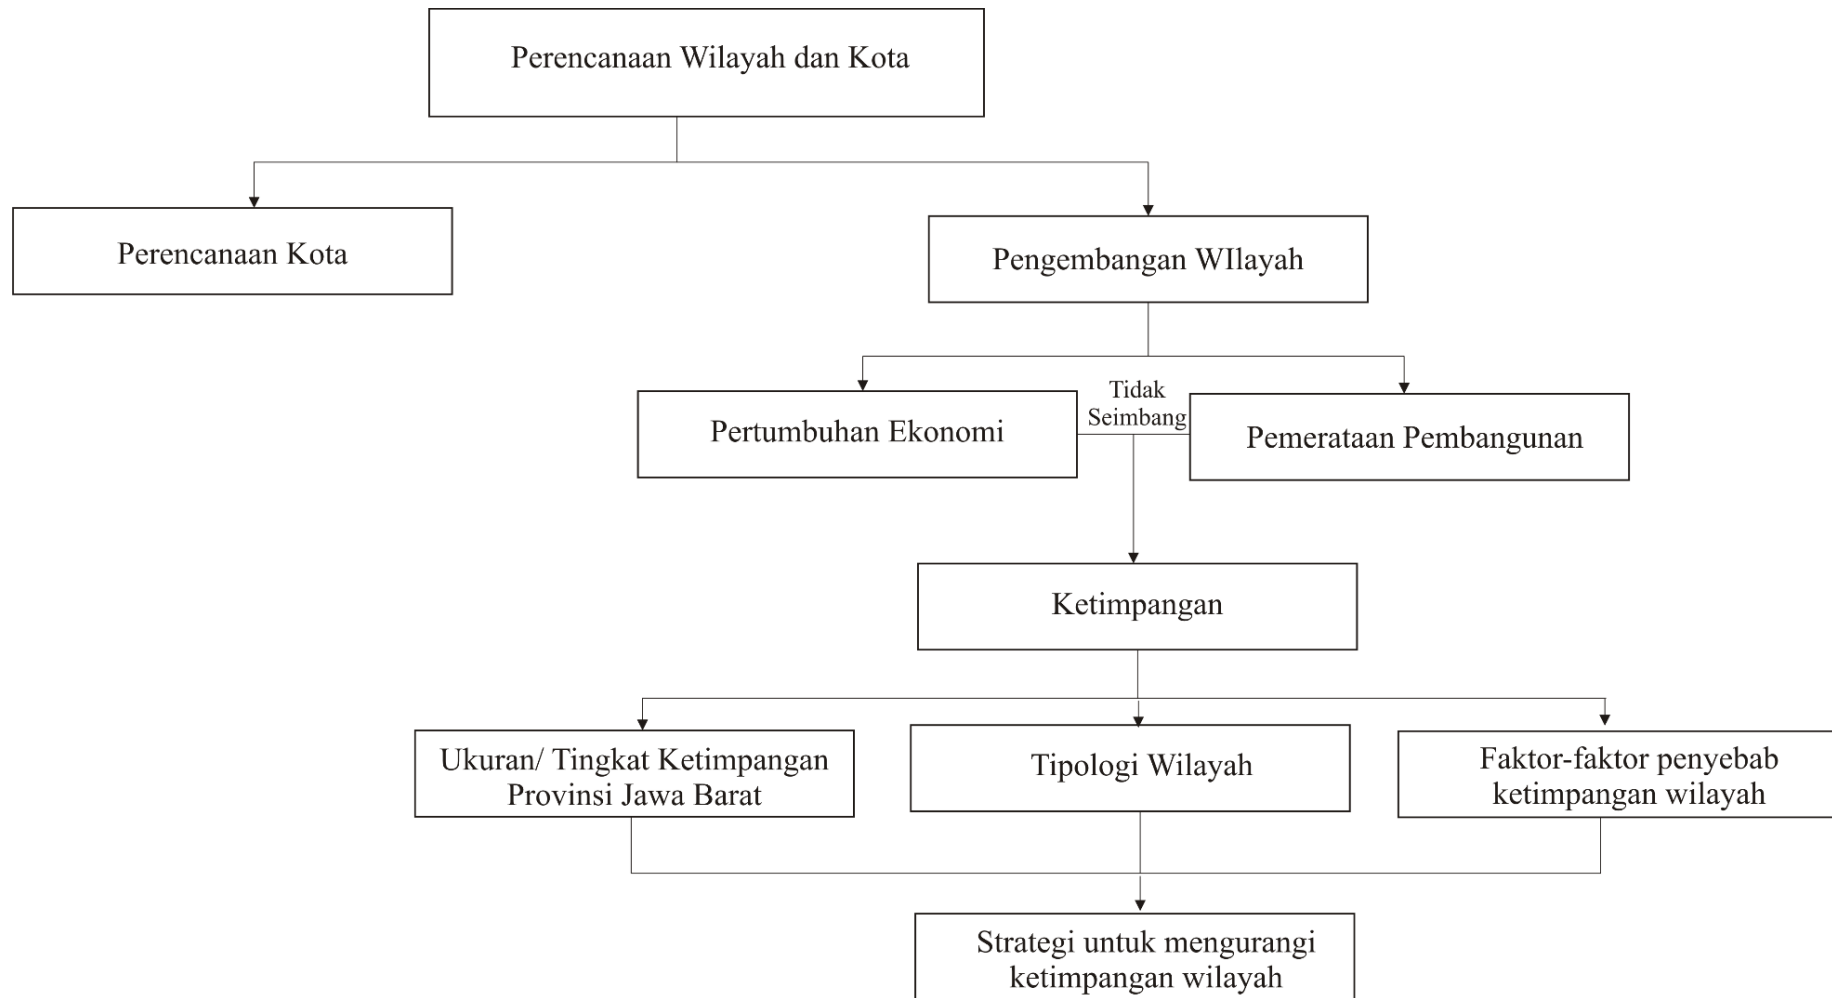 Perencanaan Wilayah dan Kota
Perencanaan Kota
Pengembangan WIlayah
Tidak
Seimbang
Pertumbuhan Ekonomi
Pemerataan Pembangunan
Ketimpangan
Ukuran/ Tingkat Ketimpangan
Provinsi Jawa Barat
Tipologi Wilayah
Faktor-faktor penyebab
ketimpangan wilayah
Strategi untuk mengurangi
ketimpangan wilayah